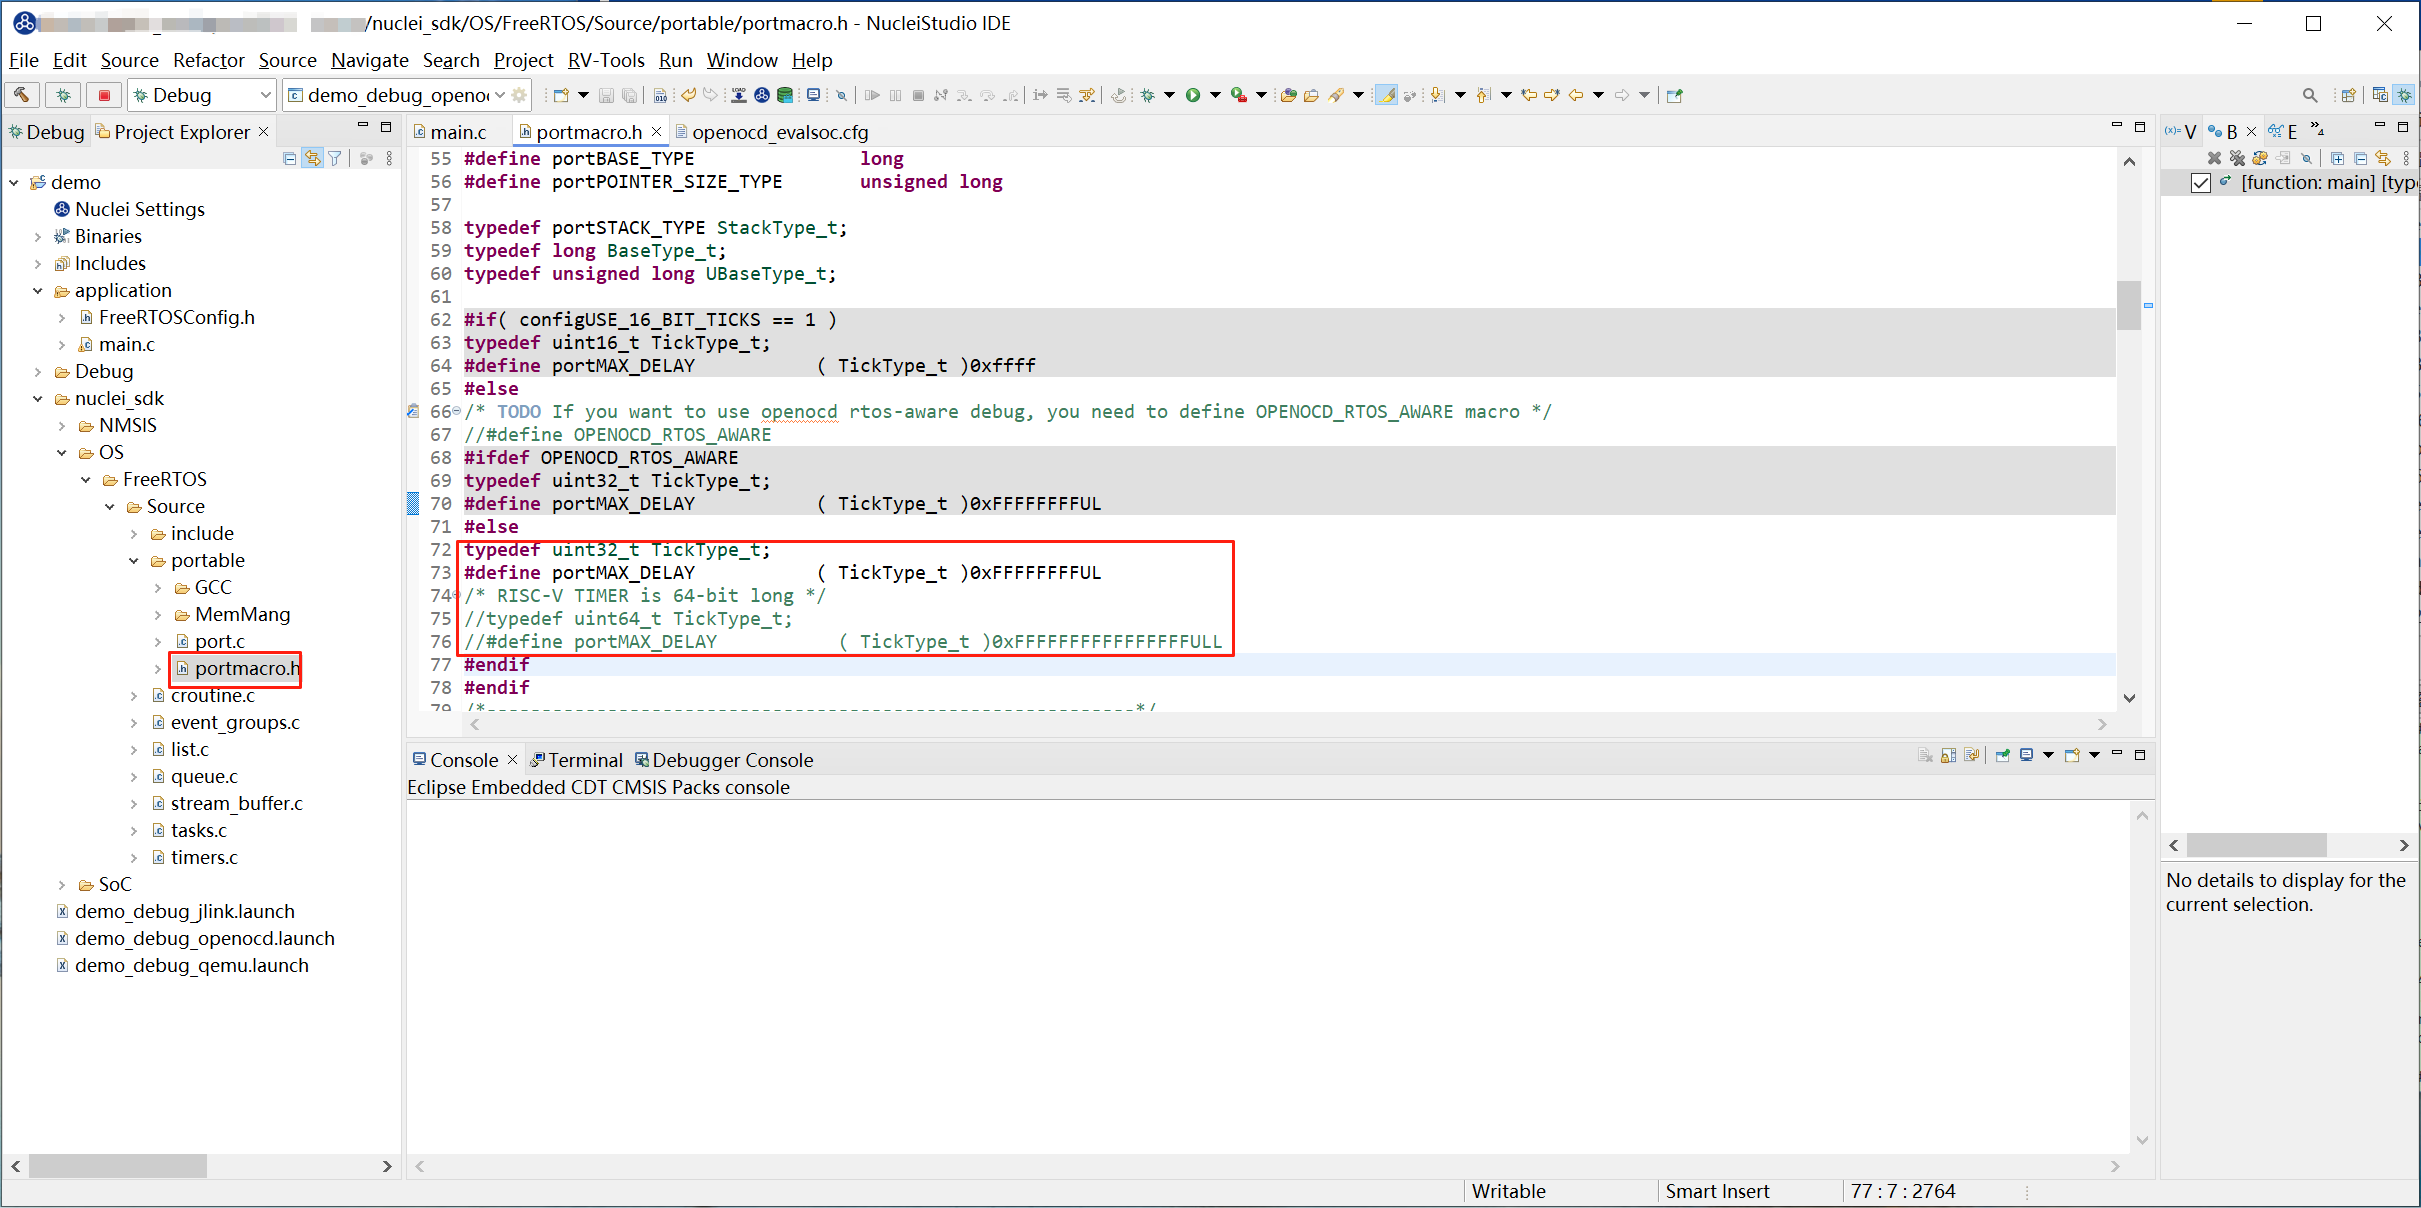 /nuclei_sdk/OS/FreeRTOS/Source/portable/portmacro.h - NucleiStudio IDE
File Edit Source Refactor Source Navigate Search Project RV-Tools Run Window Help
Debug demo_debug_openoc
Debug Project Explorer
main.c portmacro.h openocd_evalsoc.cfg
V B E 4
demo
Nuclei Settings
Binaries
Includes
application
FreeRTOSConfig.h
main.c
Debug
nuclei_sdk
NMSIS
OS
FreeRTOS
Source
include
portable
GCC
MemMang
port.c
portmacro.h
croutine.c
event_groups.c
list.c
queue.c
stream_buffer.c
tasks.c
timers.c
SoC
demo_debug_jlink.launch
demo_debug_openocd.launch
demo_debug_qemu.launch
55 #define portBASE_TYPE long
56 #define portPOINTER_SIZE_TYPE unsigned long
57
58 typedef portSTACK_TYPE StackType_t;
59 typedef long BaseType_t;
60 typedef unsigned long UBaseType_t;
61
62 #if( configUSE_16_BIT_TICKS == 1 )
63 typedef uint16_t TickType_t;
64 #define portMAX_DELAY ( TickType_t )0xffff
65 #else
66 /* TODO If you want to use openocd rtos-aware debug, you need to define OPENOCD_RTOS_AWARE macro */
67 //#define OPENOCD_RTOS_AWARE
68 #ifdef OPENOCD_RTOS_AWARE
69 typedef uint32_t TickType_t;
70 #define portMAX_DELAY ( TickType_t )0xFFFFFFFFUL
71 #else
72 typedef uint32_t TickType_t;
73 #define portMAX_DELAY ( TickType_t )0xFFFFFFFFUL
74 /* RISC-V TIMER is 64-bit long */
75 //typedef uint64_t TickType_t;
76 //#define portMAX_DELAY ( TickType_t )0xFFFFFFFFFFFFFFFFULL
77 #endif
78 #endif
79 /*-----------------------------------------------------------*/
[function: main] [typ
Console Terminal Debugger Console
Eclipse Embedded CDT CMSIS Packs console
No details to display for the
current selection.
Writable Smart Insert 77 : 7 : 2764